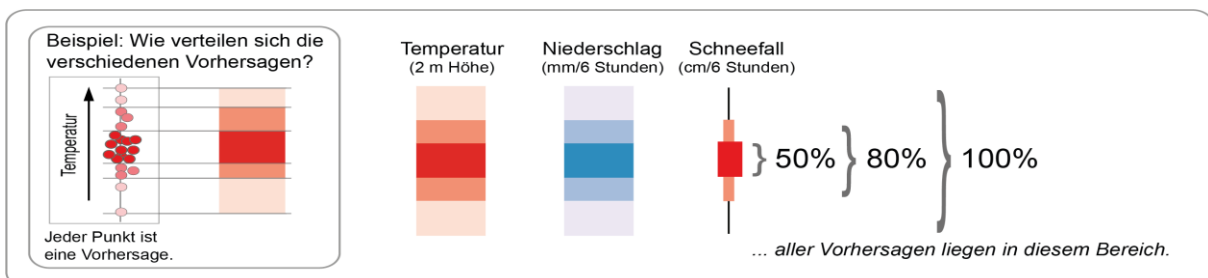 Beispiel: Wie verteilen sich die
verschiedenen Vorhersagen?
Temperatur
Jeder Punkt ist
eine Vorhersage.
Temperatur
(2 m Höhe)
Niederschlag
(mm/6 Stunden)
Schneefall
(cm/6 Stunden)
50%
80%
100%
... aller Vorhersagen liegen in diesem Bereich.